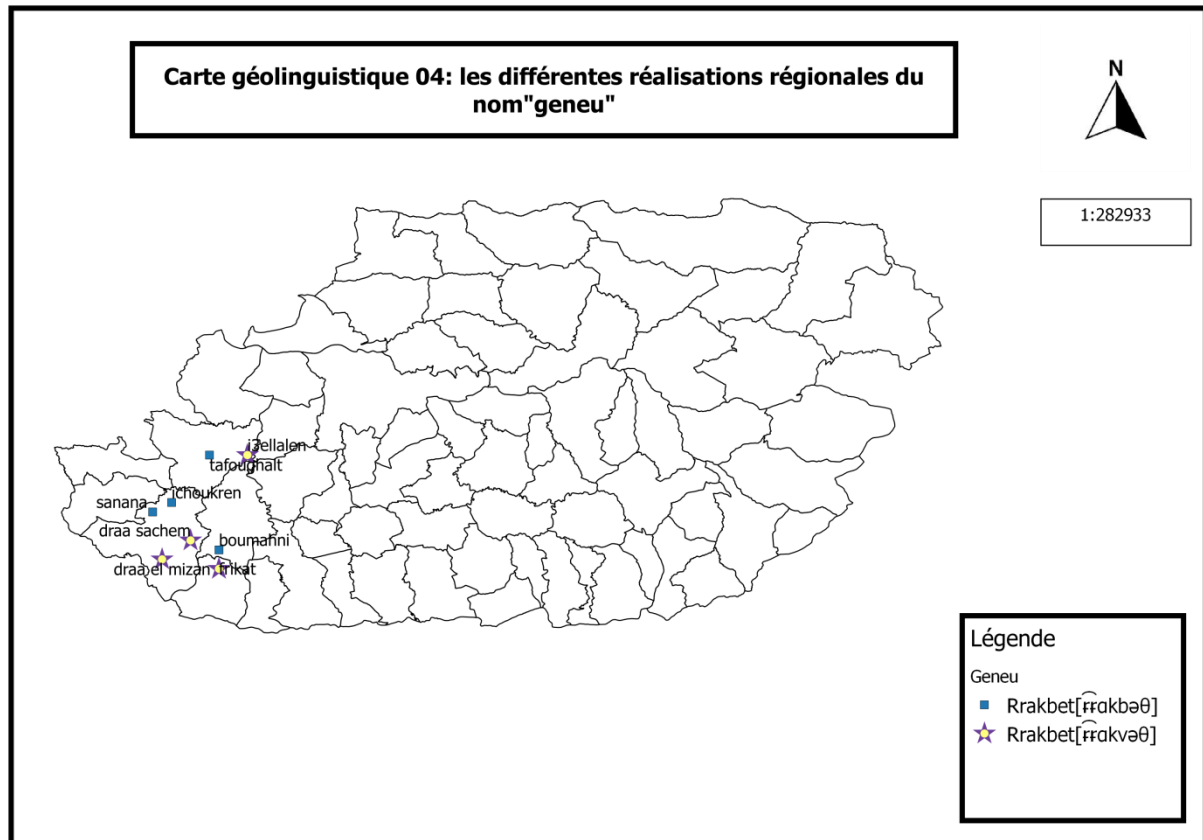 Carte géolinguistique 04: les différentes réalisations régionales du
nom"geneu"
N
1:282933
iʒellalen
tafoughalt
ichoukren
sanana
draa sachem
boumahni
draa el mizan frikat
Légende
Geneu
Rrakbet[r͡rɑkbəθ]
Rrakbet[r͡rɑkvəθ]